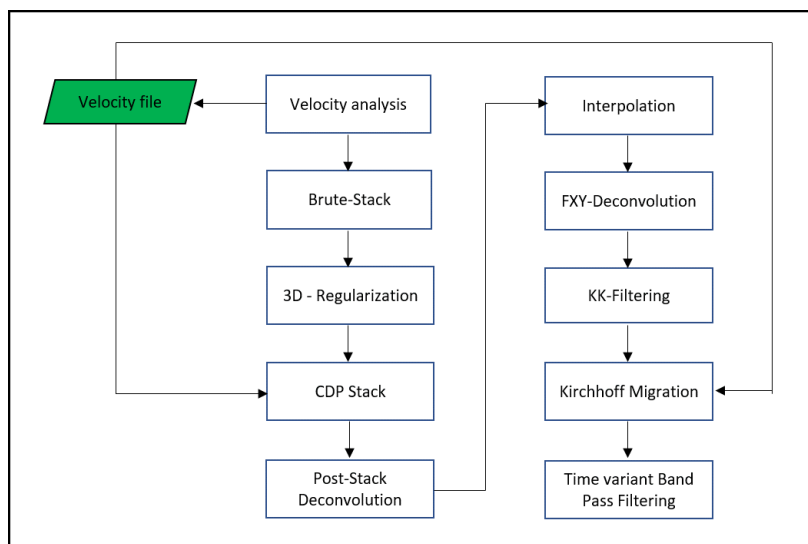 Velocity file
Velocity analysis
Brute-Stack
3D - Regularization
CDP Stack
Post-Stack
Deconvolution
Interpolation
FXY-Deconvolution
KK-Filtering
Kirchhoff Migration
Time variant Band
Pass Filtering